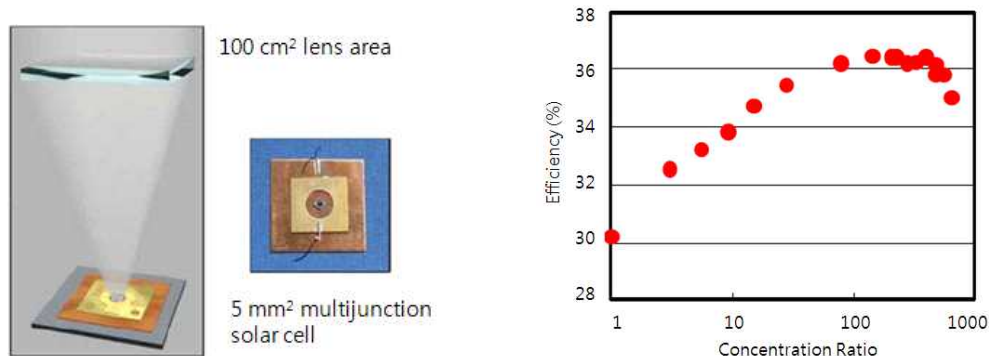 100 cm² lens area
5 mm² multijunction
solar cell
38
36
34
32
30
28
Efficiency (%)
1 10 100 1000
Concentration Ratio